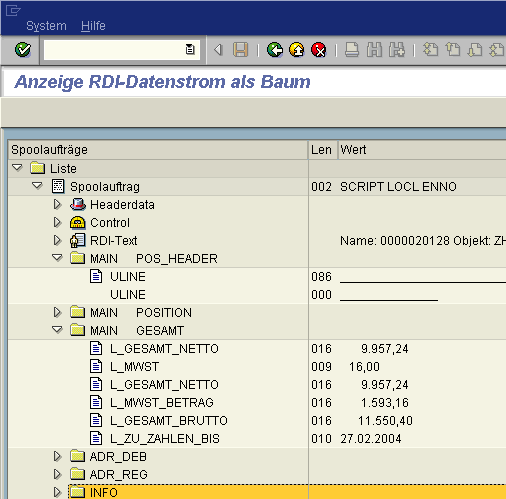 System Hilfe
Anzeige RDI-Datenstrom als Baum
Spoolaufträge Len Wert
Liste
Spoolauftrag 002 SCRIPT LOCL ENNO
Headerdata
Control
RDI-Text Name: 0000020128 Objekt: ZH
MAIN POS_HEADER
ULINE 086
ULINE 000
MAIN POSITION
MAIN GESAMT
L_GESAMT_NETTO 016 9.957,24
L_MWST 009 16,00
L_GESAMT_NETTO 016 9.957,24
L_MWST_BETRAG 016 1.593,16
L_GESAMT_BRUTTO 016 11.550,40
L_ZU_ZAHLEN_BIS 010 27.02.2004
ADR_DEB
ADR_REG
INFO